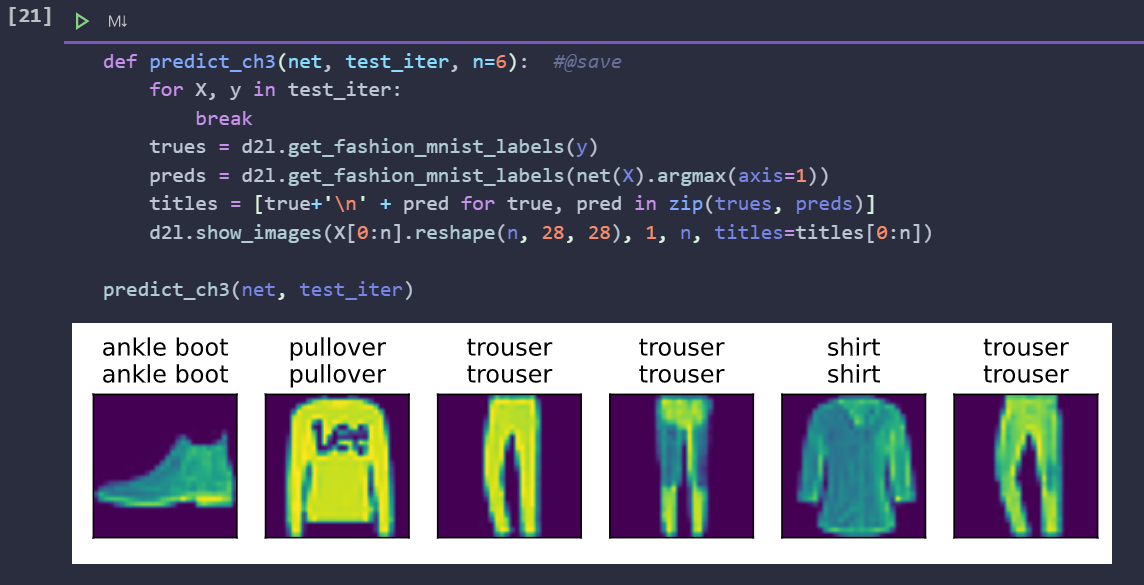 [21] M↓
def predict_ch3(net, test_iter, n=6):  #@save
    for X, y in test_iter:
        break
    trues = d2l.get_fashion_mnist_labels(y)
    preds = d2l.get_fashion_mnist_labels(net(X).argmax(axis=1))
    titles = [true+'\n' + pred for true, pred in zip(trues, preds)]
    d2l.show_images(X[0:n].reshape(n, 28, 28), 1, n, titles=titles[0:n])
predict_ch3(net, test_iter)
ankle boot pullover trouser trouser shirt trouser
ankle boot pullover trouser trouser shirt trouser
Lee